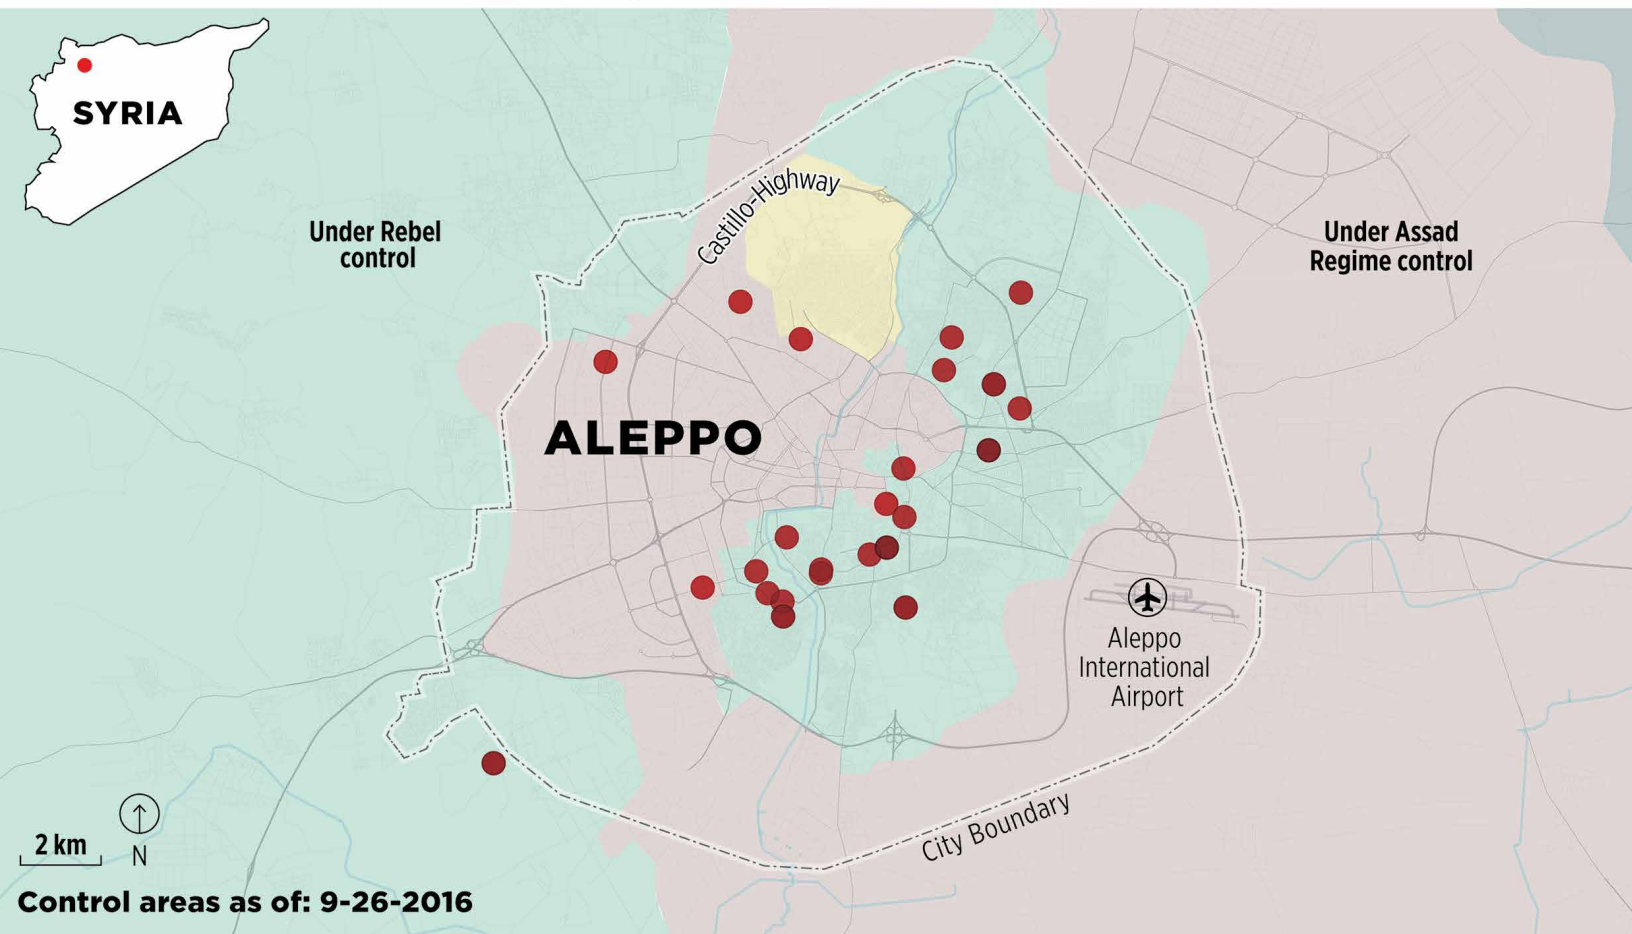 SYRIA
Castillo-Highway
Under Rebel
control
Under Assad
Regime control
ALEPPO
Aleppo
International
Airport
City Boundary
2 km
N
Control areas as of: 9-26-2016